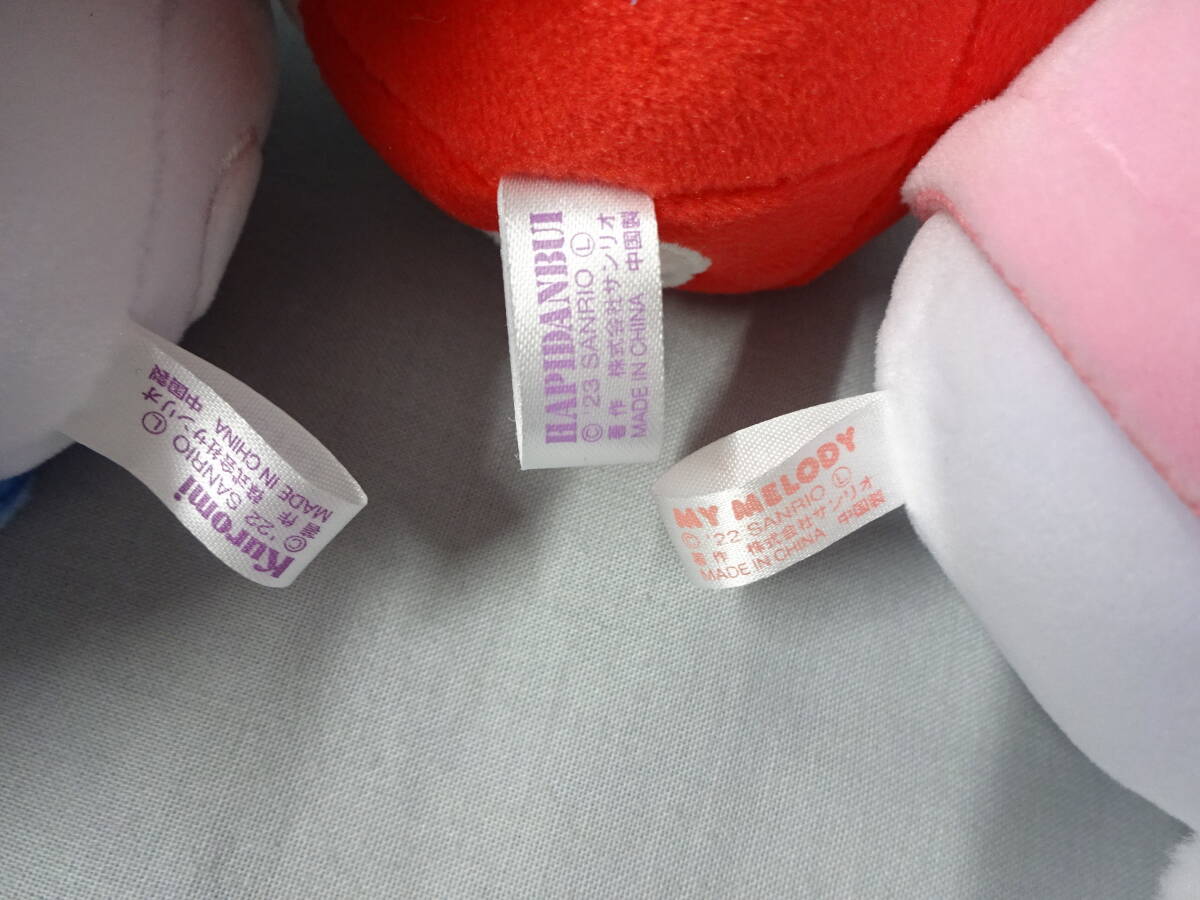 Kuromi
© '22 SANRIO Ⓛ
著作 株式会社サンリオ
MADE IN CHINA 中国製
HAPIDANBUI
© '23 SANRIO Ⓛ
著作 株式会社サンリオ
MADE IN CHINA 中国製
MY MELODY
© '22 SANRIO Ⓛ
著作 株式会社サンリオ
MADE IN CHINA 中国製